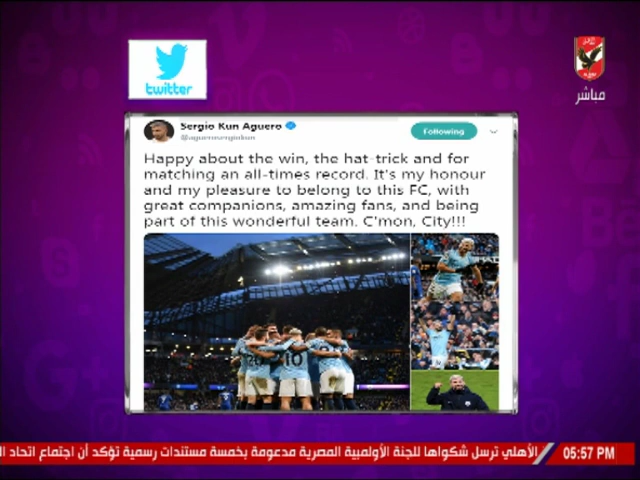 twitter
مباشر
Sergio Kun Aguero
@aguerosergiokun
Following
Happy about the win, the hat-trick and for
matching an all-times record. It's my honour
and my pleasure to belong to this FC, with
great companions, amazing fans, and being
part of this wonderful team. C'mon, City!!!
10
الأهلي ترسل شكواها للجنة الأولمبية المصرية مدعومة بخمسة مستندات رسمية تؤكد أن اجتماع اتحاد ال
05:57 PM